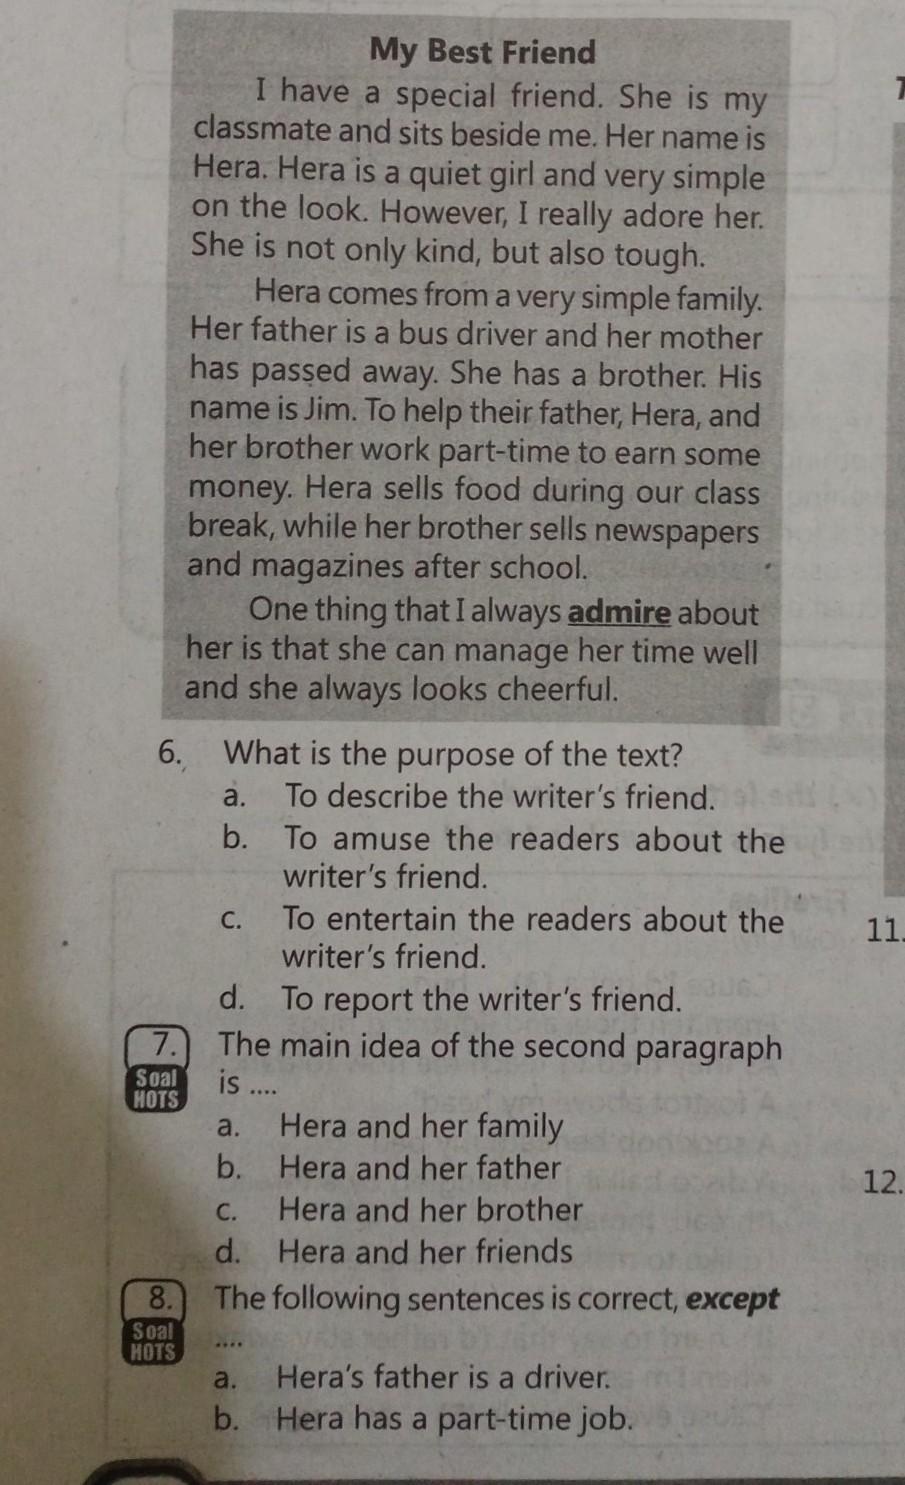 My Best Friend
I have a special friend. She is my
classmate and sits beside me. Her name is
Hera. Hera is a quiet girl and very simple
on the look. However, I really adore her.
She is not only kind, but also tough.
Hera comes from a very simple family.
Her father is a bus driver and her mother
has passed away. She has a brother. His
name is Jim. To help their father, Hera, and
her brother work part-time to earn some
money. Hera sells food during our class
break, while her brother sells newspapers
and magazines after school.
One thing that I always admire about
her is that she can manage her time well
and she always looks cheerful.
6. What is the purpose of the text?
a. To describe the writer's friend.
b. To amuse the readers about the
writer's friend.
c. To entertain the readers about the
writer's friend.
d. To report the writer's friend.
7. The main idea of the second paragraph
Soal HOTS
is ....
a. Hera and her family
b. Hera and her father
c. Hera and her brother
d. Hera and her friends
8. The following sentences is correct, except
Soal HOTS
....
a. Hera's father is a driver.
b. Hera has a part-time job.
11.
12.